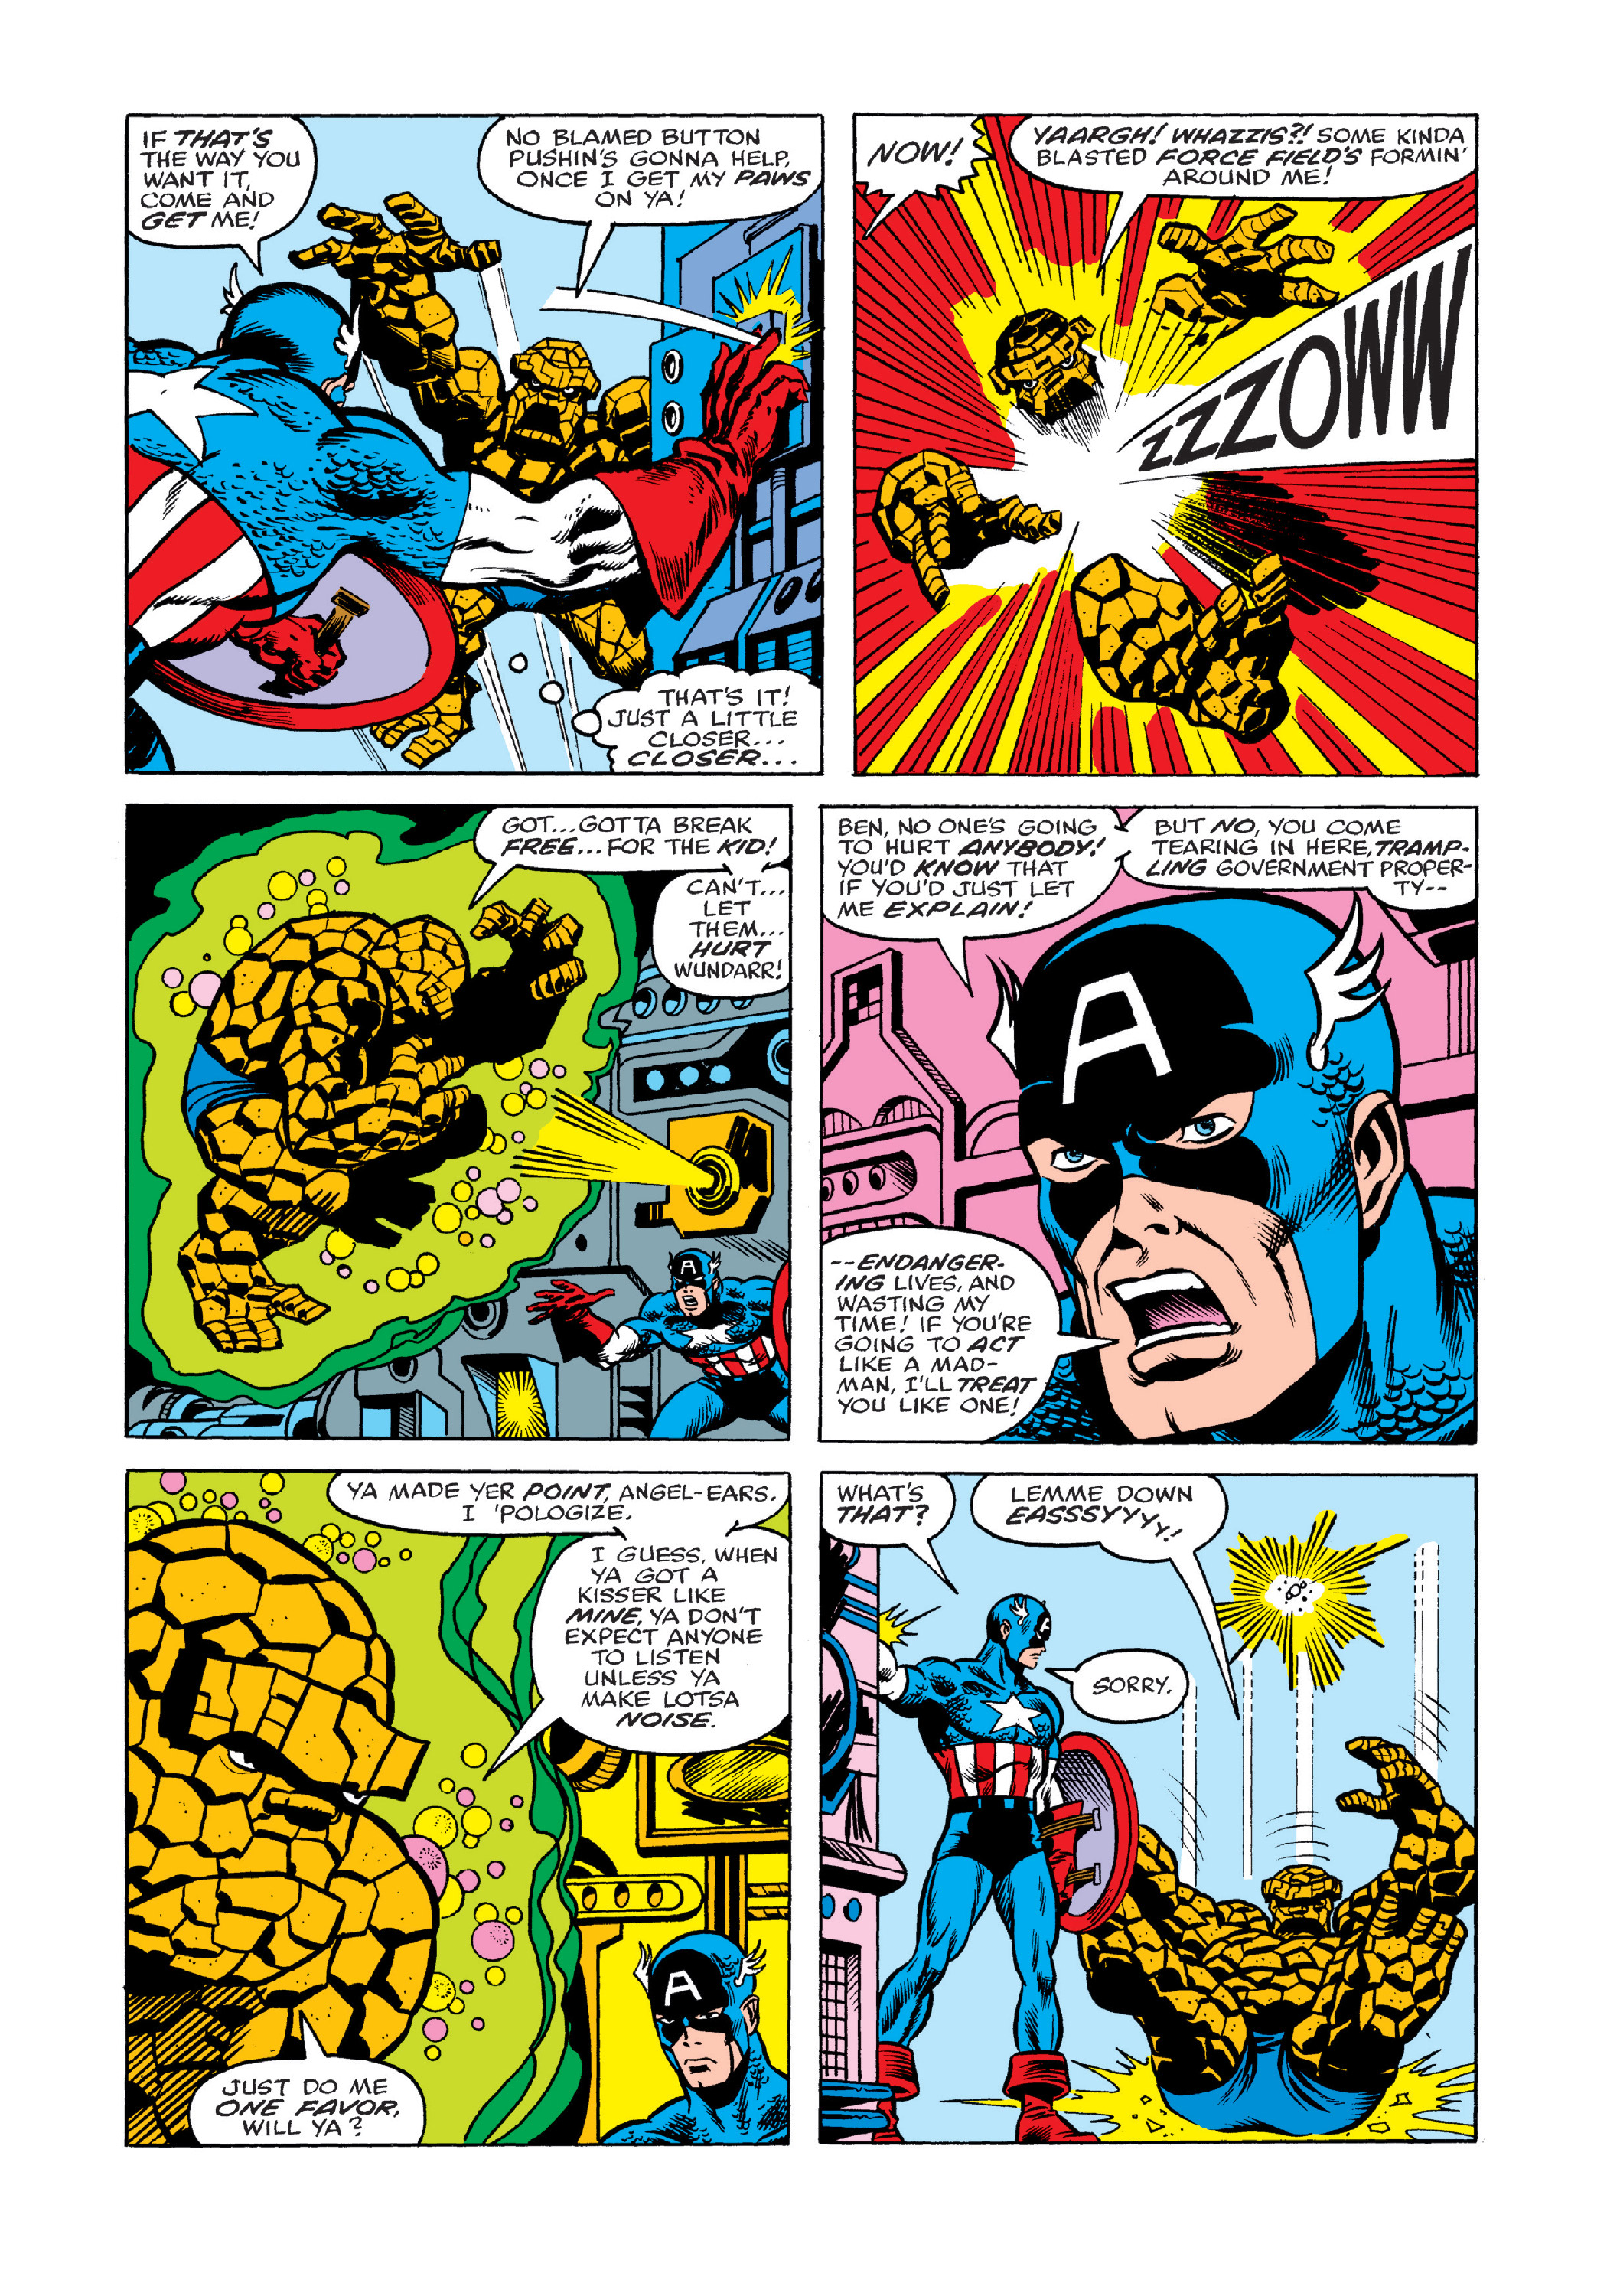 IF THAT'S
THE WAY YOU
WANT IT,
COME AND
GET ME!
NO BLAMED BUTTON
PUSHIN'S GONNA HELP,
ONCE I GET MY PAWS
ON YA!
THAT'S IT!
JUST A LITTLE
CLOSER...
CLOSER...
NOW!
YAARGH! WHAZZIS?! SOME KINDA
BLASTED FORCE FIELD'S FORMIN'
AROUND ME!
ZZZOWW
GOT...GOTTA BREAK
FREE...FOR THE KID!
CAN'T...
LET
THEM...
HURT
WUNDARR!
BEN, NO ONE'S GOING
TO HURT ANYBODY!
YOU'D KNOW THAT
IF YOU'D JUST LET
ME EXPLAIN!
BUT NO, YOU COME
TEARING IN HERE, TRAMP-
LING GOVERNMENT PROPER-
TY--
A
--ENDANGER-
ING LIVES, AND
WASTING MY
TIME! IF YOU'RE
GOING TO ACT
LIKE A MAD-
MAN, I'LL TREAT
YOU LIKE ONE!
A
YA MADE YER POINT, ANGEL-EARS.
I 'POLOGIZE.
I GUESS, WHEN
YA GOT A
KISSER LIKE
MINE, YA DON'T
EXPECT ANYONE
TO LISTEN
UNLESS YA
MAKE LOTSA
NOISE.
A
JUST DO ME
ONE FAVOR,
WILL YA?
WHAT'S
THAT?
LEMME DOWN
EASSSYYYY!
A
SORRY.